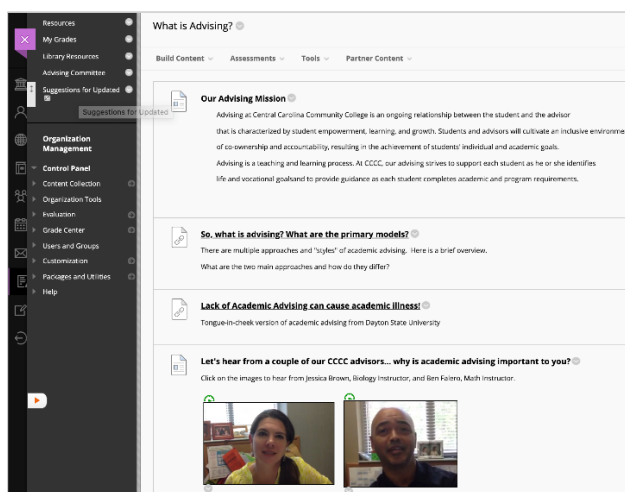 Resources
My Grades
Library Resources
Advising Committee
Suggestions for Updated
Suggestions for Updated
Organization
Management
Control Panel
Content Collection
Organization Tools
Evaluation
Grade Center
Users and Groups
Customization
Packages and Utilities
Help
What is Advising?
Build Content
Assessments
Tools
Partner Content
Our Advising Mission
Advising at Central Carolina Community College is an ongoing relationship between the student and the advisor
that is characterized by student empowerment, learning, and growth. Students and advisors will cultivate an inclusive environme
of co-ownership and accountability, resulting in the achievement of students' individual and academic goals.
Advising is a teaching and learning process. At CCCC, our advising strives to support each student as he or she identifies
life and vocational goalsand to provide guidance as each student completes academic and program requirements.
So, what is advising? What are the primary models?
There are multiple approaches and "styles" of academic advising. Here is a brief overview.
What are the two main approaches and how do they differ?
Lack of Academic Advising can cause academic illness!
Tongue-in-cheek version of academic advising from Dayton State University
Let's hear from a couple of our CCCC advisors... why is academic advising important to you?
Click on the images to hear from Jessica Brown, Biology Instructor, and Ben Falero, Math Instructor.